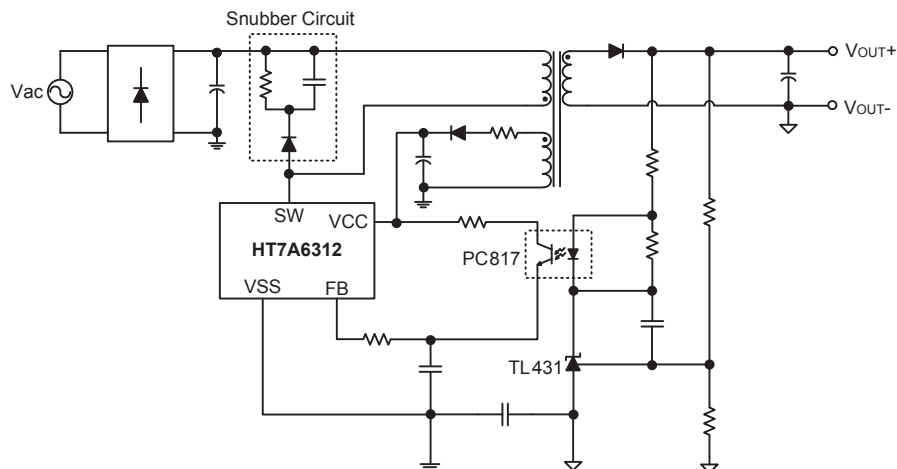 Snubber Circuit
Vac
VOUT+
VOUT-
SW
VCC
HT7A6312
PC817
VSS
FB
TL431